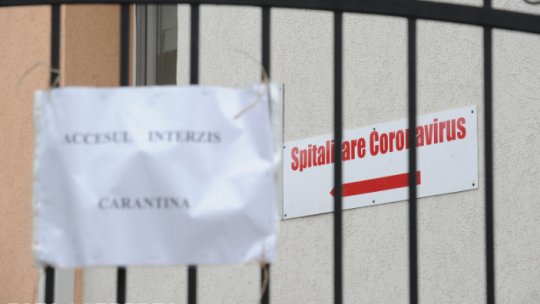 ACCESUL INTERZIS
CARANTINA
Spitalizare Coronavirus